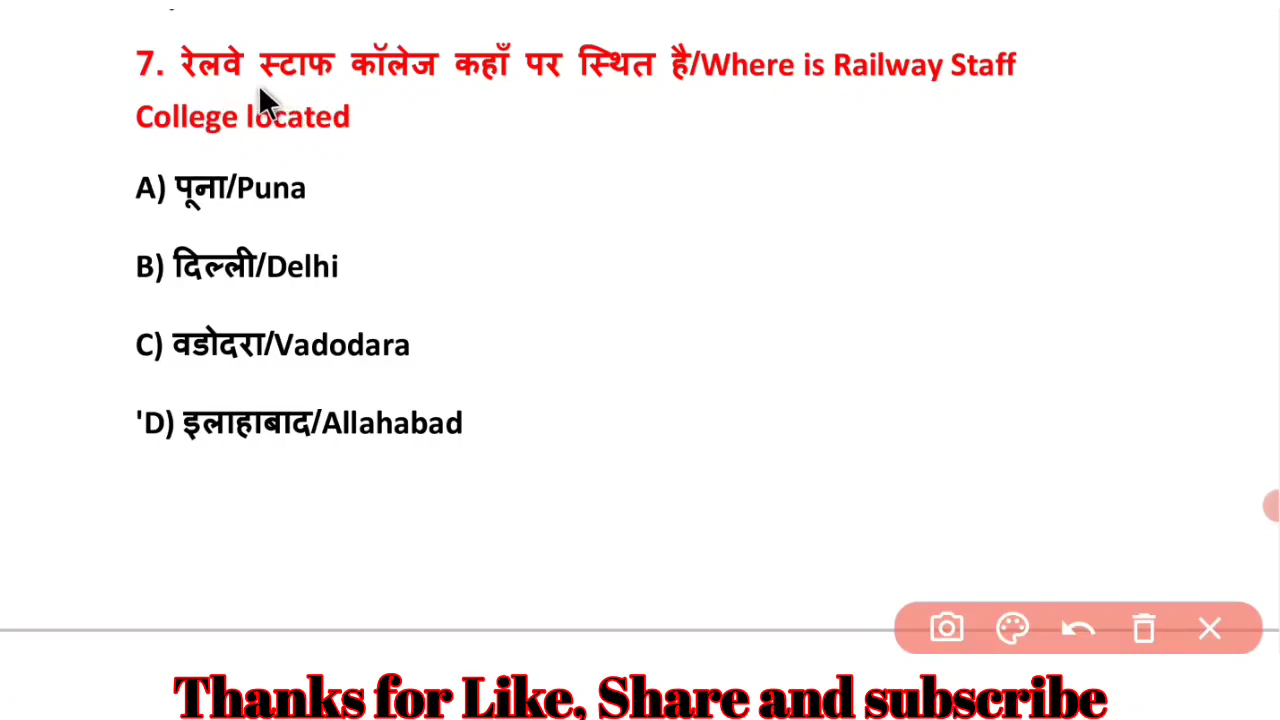 7. रेलवे स्टाफ कॉलेज कहाँ पर स्थित है/Where is Railway Staff
College located
A) पूना/Puna
B) दिल्ली/Delhi
C) वडोदरा/Vadodara
'D) इलाहाबाद/Allahabad
Thanks for Like, Share and subscribe